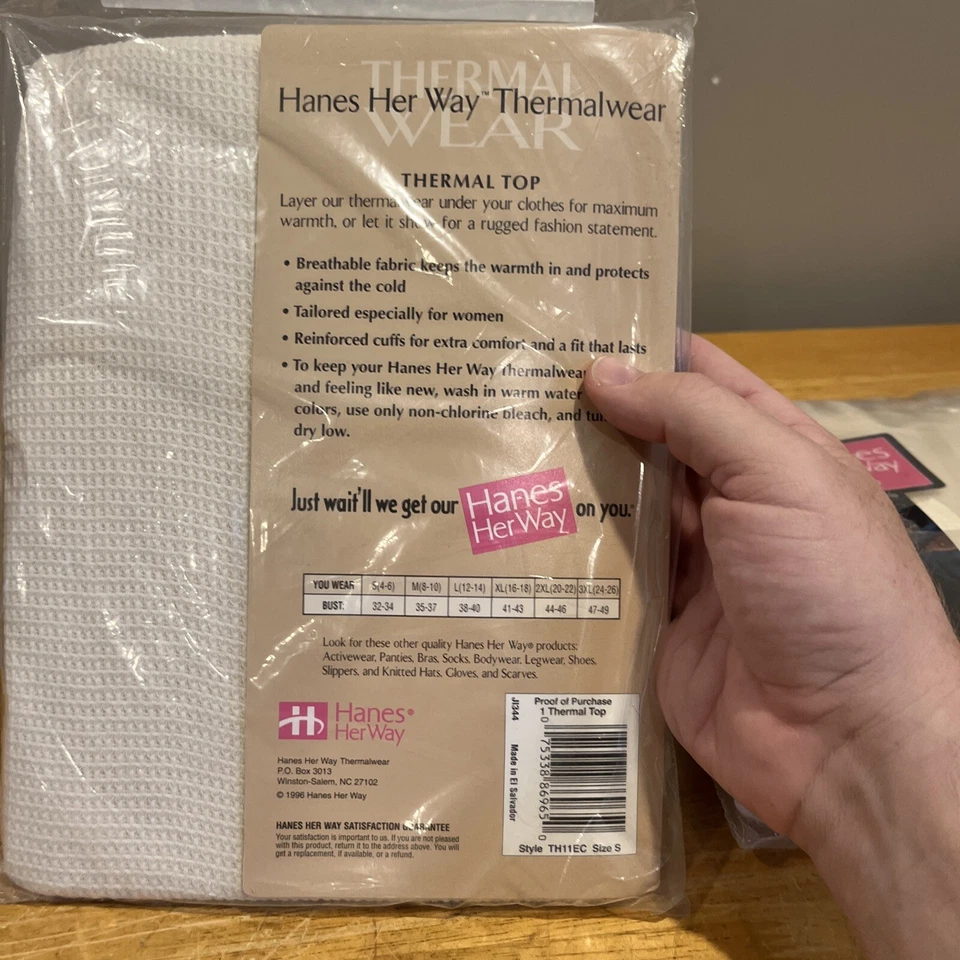 THERMAL
WEAR
Hanes Her Way™ Thermalwear
THERMAL TOP
Layer our thermalwear under your clothes for maximum
warmth, or let it show for a rugged fashion statement.
• Breathable fabric keeps the warmth in and protects
against the cold
• Tailored especially for women
• Reinforced cuffs for extra comfort and a fit that lasts
• To keep your Hanes Her Way Thermalwear
and feeling like new, wash in warm water
colors, use only non-chlorine bleach, and
dry low.
Just wait'll we get our Hanes Her Way on you.
YOU WEAR S(4-6) M(8-10) L(12-14) XL(16-18) 2XL(20-22) 3XL(24-26)
BUST: 32-34 35-37 38-40 41-43 44-46 47-49
Look for these other quality Hanes Her Way® products:
Activewear, Panties, Bras, Socks, Bodywear, Legwear, Shoes,
Slippers, and Knitted Hats, Gloves, and Scarves.
Hanes®
Her Way
Hanes Her Way Thermalwear
P.O. Box 3013
Winston-Salem, NC 27102
© 1996 Hanes Her Way
HANES HER WAY SATISFACTION GUARANTEE
Your satisfaction is important to us. If you are not pleased
with this product, return it to the address above. You will
get a replacement, if available, or a refund.
Proof of Purchase
1 Thermal Top
JI344
Made in El Salvador
0 75338 86965 0
Style TH11EC Size S
es
Way